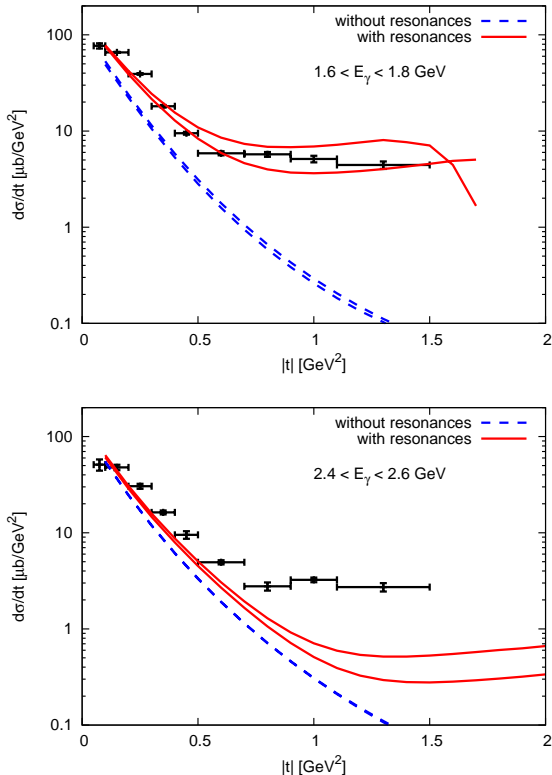 without resonances
with resonances
1.6 < Eγ < 1.8 GeV
dσ/dt [μb/GeV²]
100
10
1
0.1
0 0.5 1 1.5 2
|t| [GeV²]
without resonances
with resonances
2.4 < Eγ < 2.6 GeV
dσ/dt [μb/GeV²]
100
10
1
0.1
0 0.5 1 1.5 2
|t| [GeV²]